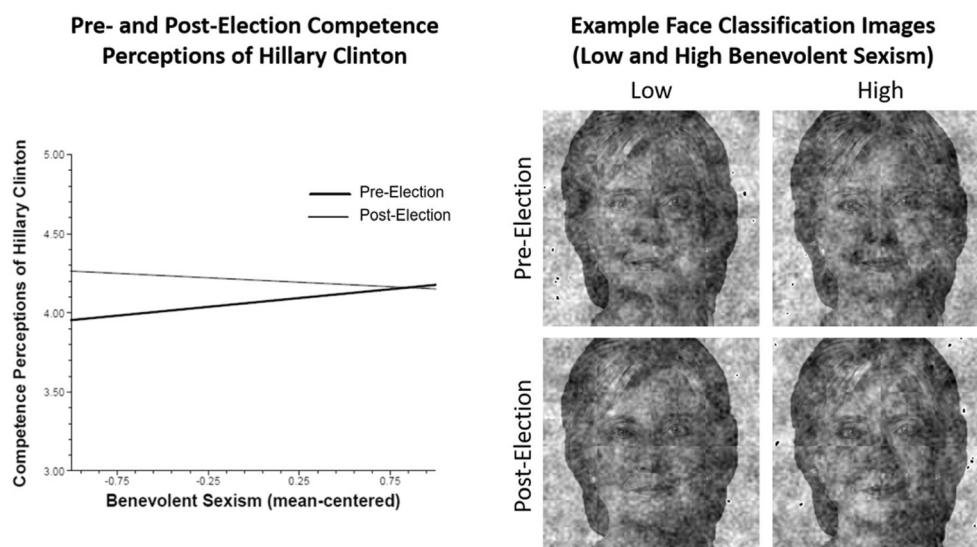 Pre- and Post-Election Competence
Perceptions of Hillary Clinton
Competence Perceptions of Hillary Clinton
5.00
4.50
4.00
3.50
3.00
Pre-Election
Post-Election
-0.75
-0.25
0.25
0.75
Benevolent Sexism (mean-centered)
Example Face Classification Images
(Low and High Benevolent Sexism)
Low
High
Pre-Election
Post-Election